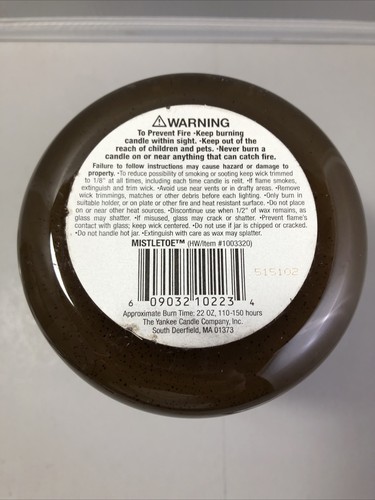 ⚠WARNING
To Prevent Fire •Keep burning
candle within sight. •Keep out of the
reach of children and pets. •Never burn a
candle on or near anything that can catch fire.
Failure to follow instructions may cause hazard or damage to
property. •To reduce possibility of smoking or sooting keep wick trimmed
to 1/8" at all times, including each time candle is relit. •If flame smokes,
extinguish and trim wick. •Avoid use near vents or in drafty areas. •Remove
wick trimmings, matches or other debris before each lighting. •Only burn in
suitable holder, or on plate or other fire and heat resistant surface. •Do not place
on or near other heat sources. •Discontinue use when 1/2" of wax remains, as
glass may shatter. •If misused, glass may crack or shatter. •Prevent flame's
contact with glass; keep wick centered. •Do not use if jar is chipped or cracked.
•Do not handle hot jar. •Extinguish with care as wax may splatter.
MISTLETOE™ (HW/Item #1003320)
515102
6 09032 10223 4
Approximate Burn Time: 22 OZ, 110-150 hours
The Yankee Candle Company, Inc.
South Deerfield, MA 01373